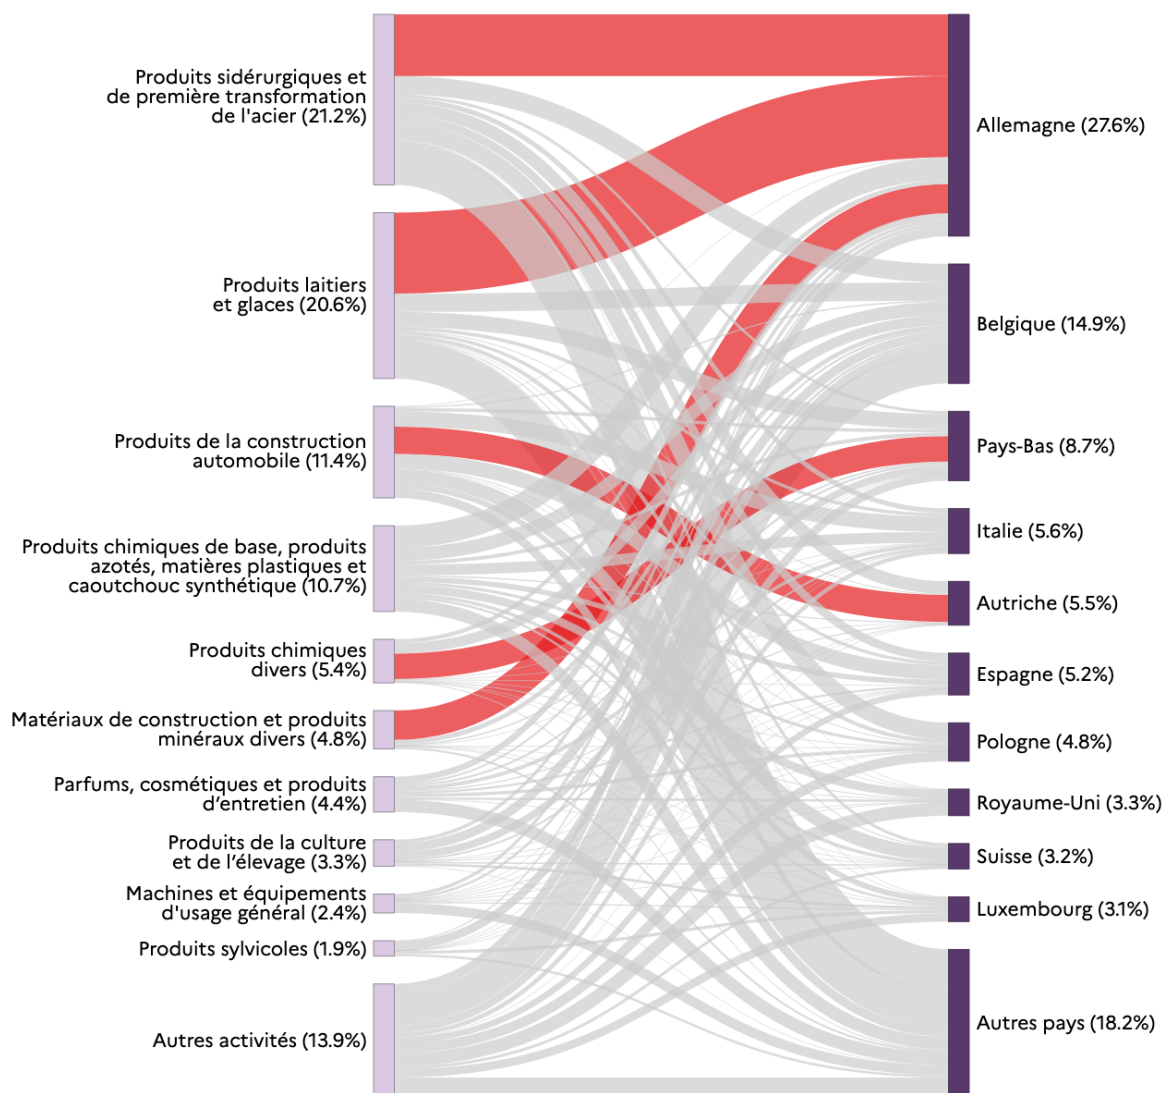 Produits sidérurgiques et
de première transformation
de l'acier (21.2%)
Produits laitiers
et glaces (20.6%)
Produits de la construction
automobile (11.4%)
Produits chimiques de base, produits
azotés, matières plastiques et
caoutchouc synthétique (10.7%)
Produits chimiques
divers (5.4%)
Matériaux de construction et produits
minéraux divers (4.8%)
Parfums, cosmétiques et produits
d’entretien (4.4%)
Produits de la culture
et de l’élevage (3.3%)
Machines et équipements
d'usage général (2.4%)
Produits sylvicoles (1.9%)
Autres activités (13.9%)
Allemagne (27.6%)
Belgique (14.9%)
Pays-Bas (8.7%)
Italie (5.6%)
Autriche (5.5%)
Espagne (5.2%)
Pologne (4.8%)
Royaume-Uni (3.3%)
Suisse (3.2%)
Luxembourg (3.1%)
Autres pays (18.2%)